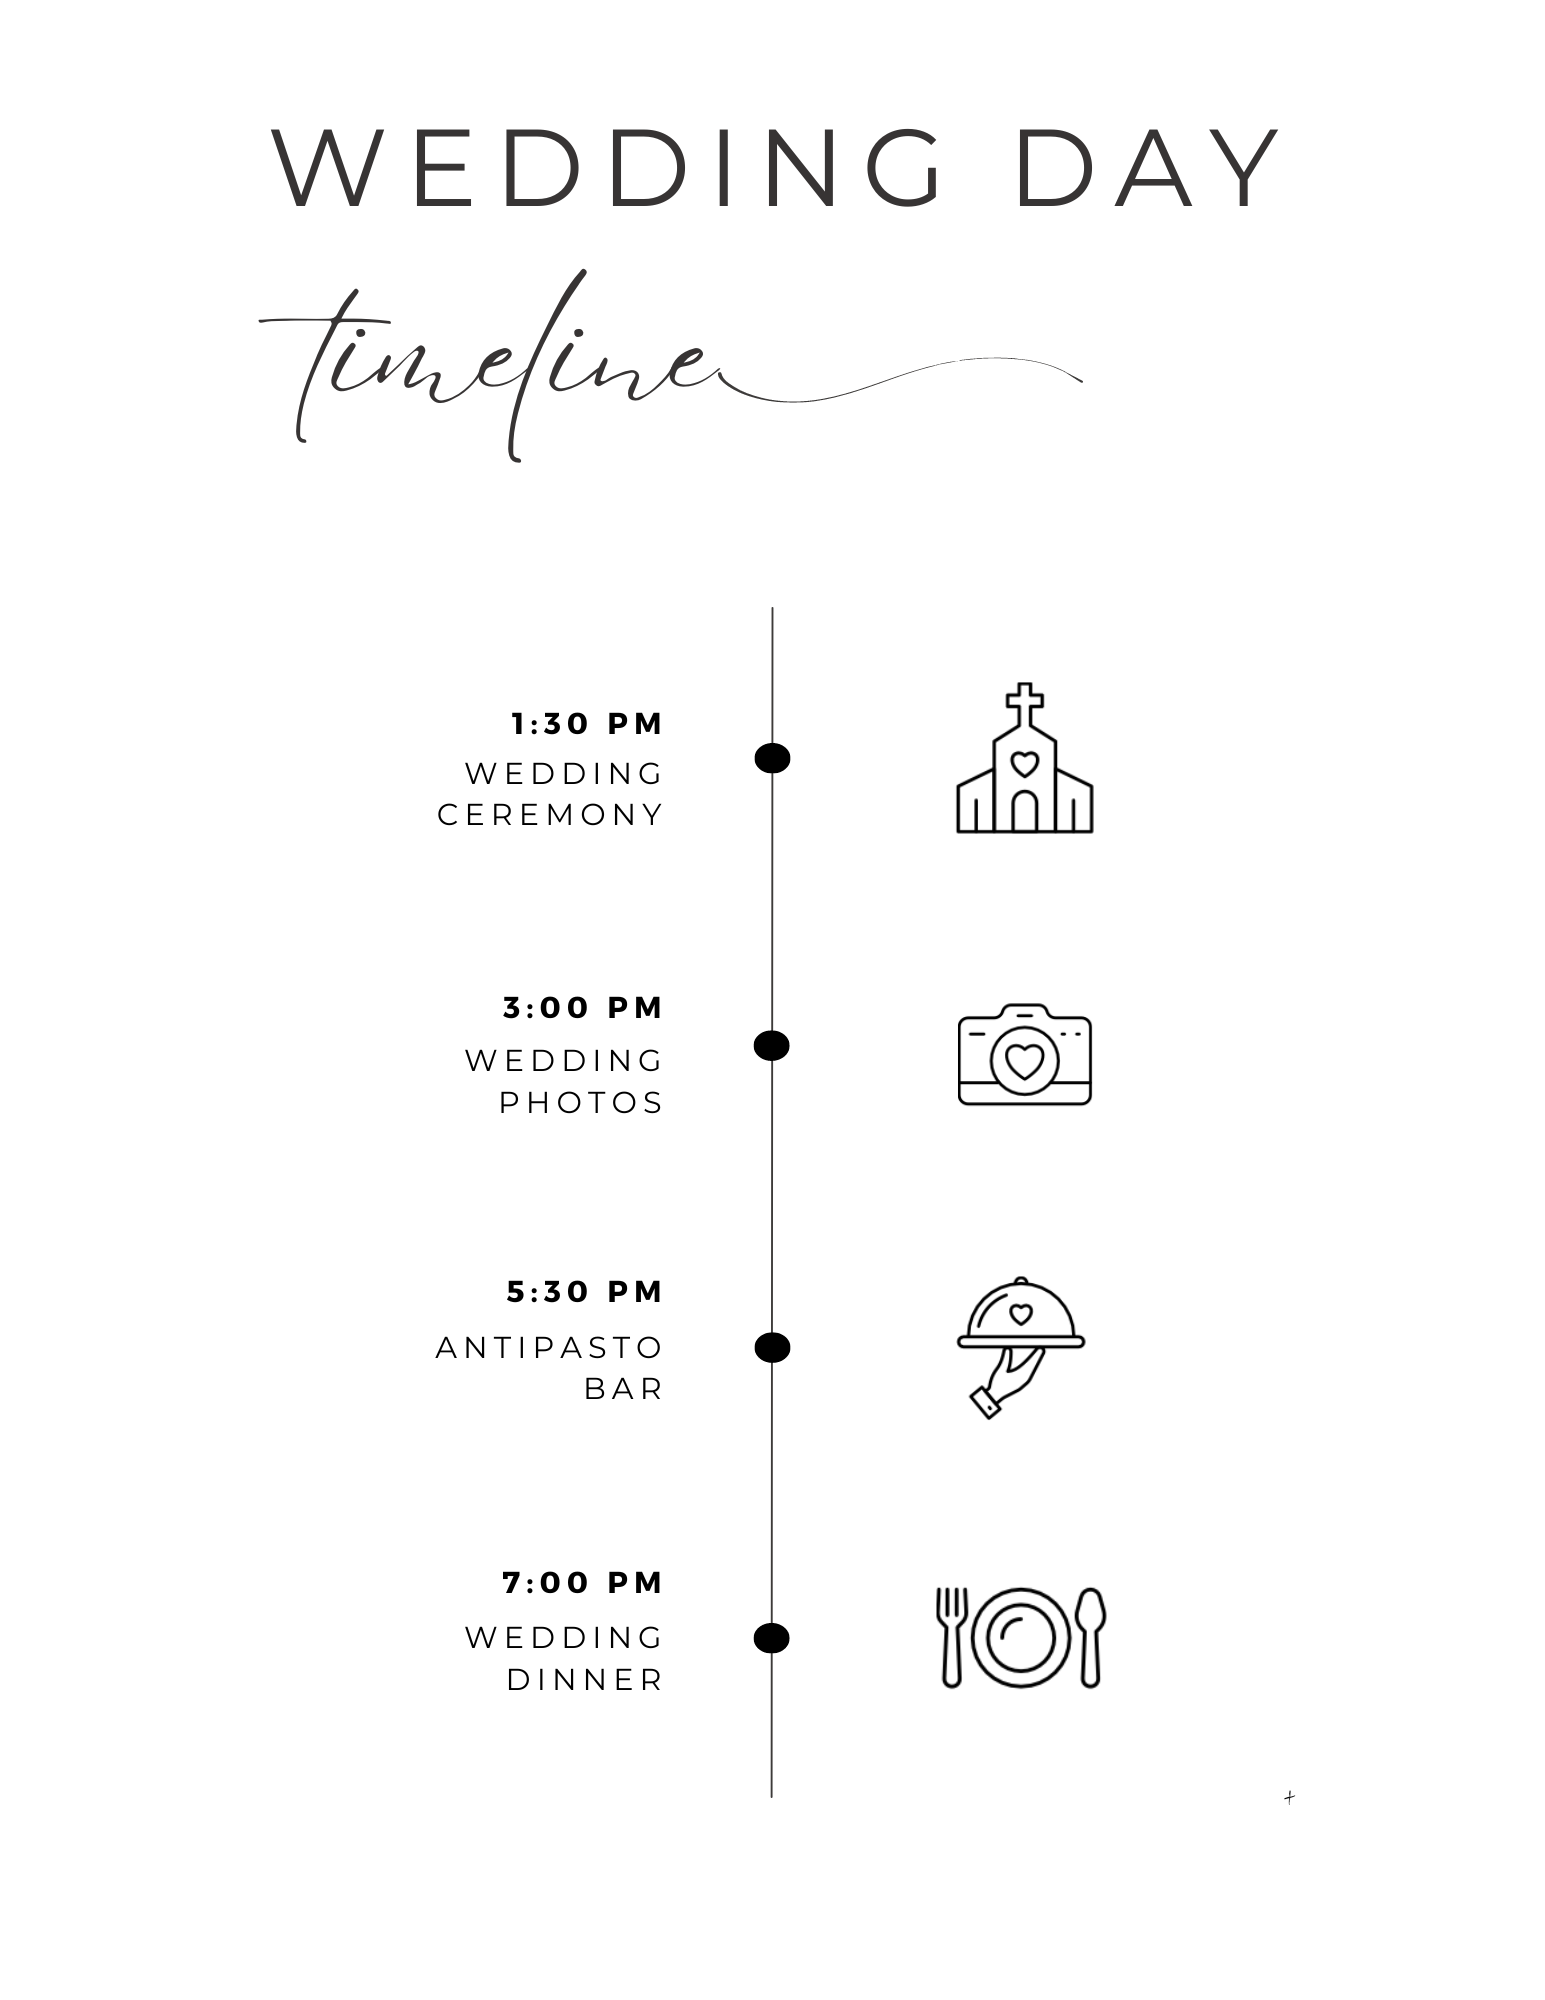 WEDDING DAY
timeline
1:30 PM
WEDDING
CEREMONY
3:00 PM
WEDDING
PHOTOS
5:30 PM
ANTIPASTO
BAR
7:00 PM
WEDDING
DINNER
+